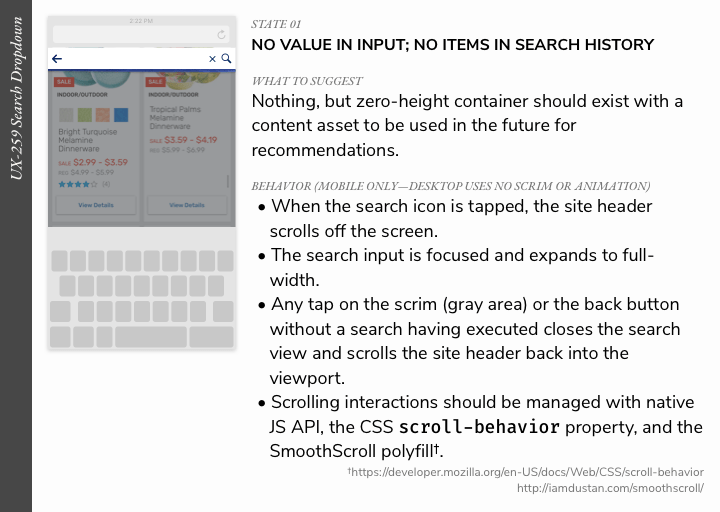 UX-259 Search Dropdown
2:22 PM
SALE
SALE
INDOOR/OUTDOOR
INDOOR/OUTDOOR
Bright Turquoise
Melamine
Dinnerware
SALE $2.99 - $3.59
REG $4.99 - $5.99
(4)
View Details
Tropical Palms
Melamine
Dinnerware
SALE $3.59 - $4.19
REG $5.99 - $6.99
View Details
STATE 01
NO VALUE IN INPUT; NO ITEMS IN SEARCH HISTORY
WHAT TO SUGGEST
Nothing, but zero-height container should exist with a
content asset to be used in the future for
recommendations.
BEHAVIOR (MOBILE ONLY—DESKTOP USES NO SCRIM OR ANIMATION)
• When the search icon is tapped, the site header
scrolls off the screen.
• The search input is focused and expands to full-
width.
• Any tap on the scrim (gray area) or the back button
without a search having executed closes the search
view and scrolls the site header back into the
viewport.
• Scrolling interactions should be managed with native
JS API, the CSS scroll-behavior property, and the
SmoothScroll polyfill†.
†https://developer.mozilla.org/en-US/docs/Web/CSS/scroll-behavior
http://iamdustan.com/smoothscroll/